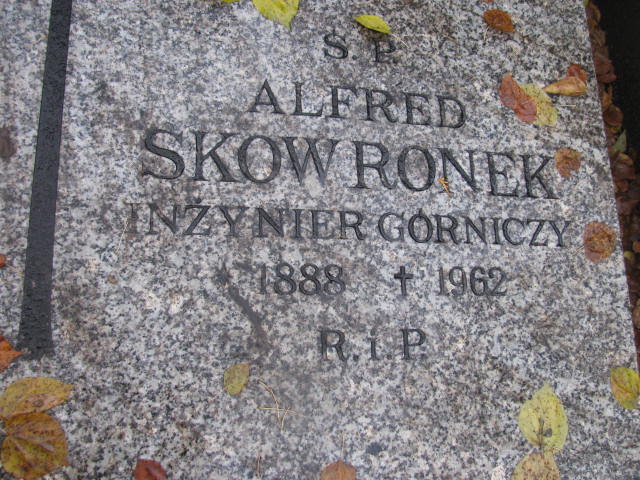 Ś. P.
ALFRED
SKOWRONEK
INŻYNIER GÓRNICZY
* 1888 † 1962
R. i. P